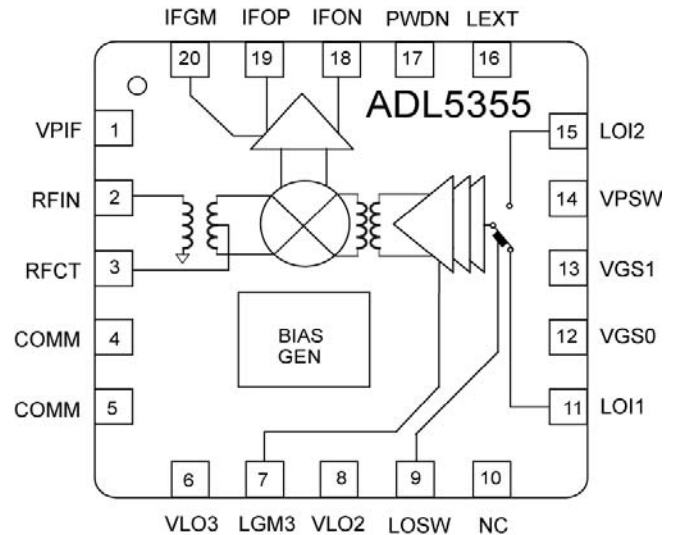 IFGM IFOP IFON PWDN LEXT
20 19 18 17 16
ADL5355
VPIF 1
15 LOI2
RFIN 2
14 VPSW
RFCT 3
13 VGS1
COMM 4
BIAS
GEN
12 VGS0
COMM 5
11 LOI1
6 7 8 9 10
VLO3 LGM3 VLO2 LOSW NC